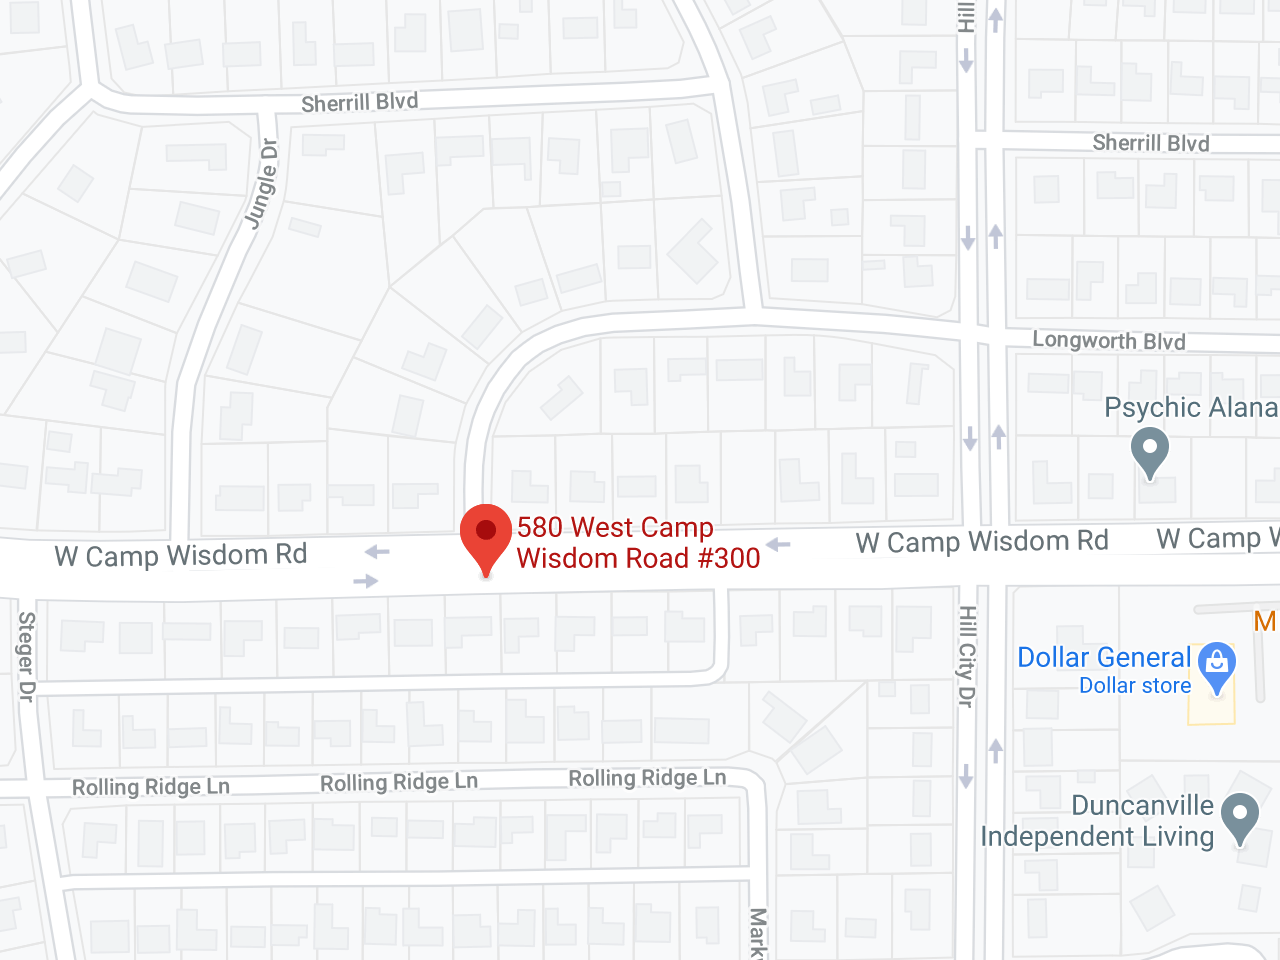 Hill
Sherrill Blvd
Sherrill Blvd
Jungle Dr
Longworth Blvd
Psychic Alana
580 West Camp
Wisdom Road #300
W Camp Wisdom Rd
W Camp Wisdom Rd
W Camp W
Steger Dr
Hill City Dr
M
Dollar General
Dollar store
Rolling Ridge Ln
Rolling Ridge Ln
Rolling Ridge Ln
Duncanville
Independent Living